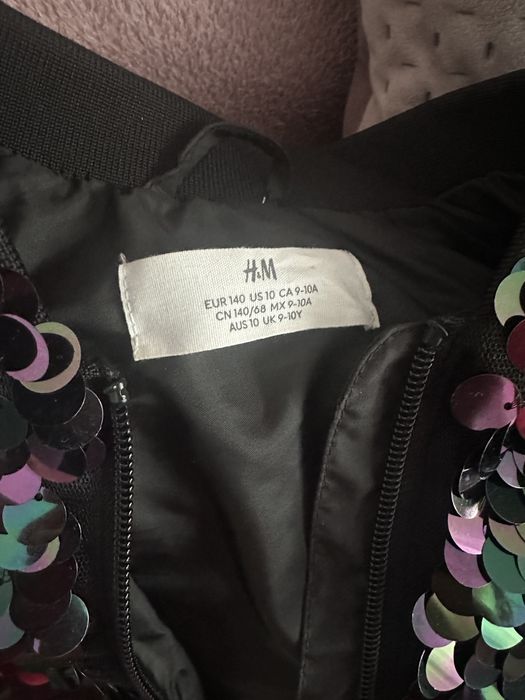 H&M
EUR 140 US 10 CA 9-10A
CN 140/68 MX 9-10A
AUS 10 UK 9-10Y